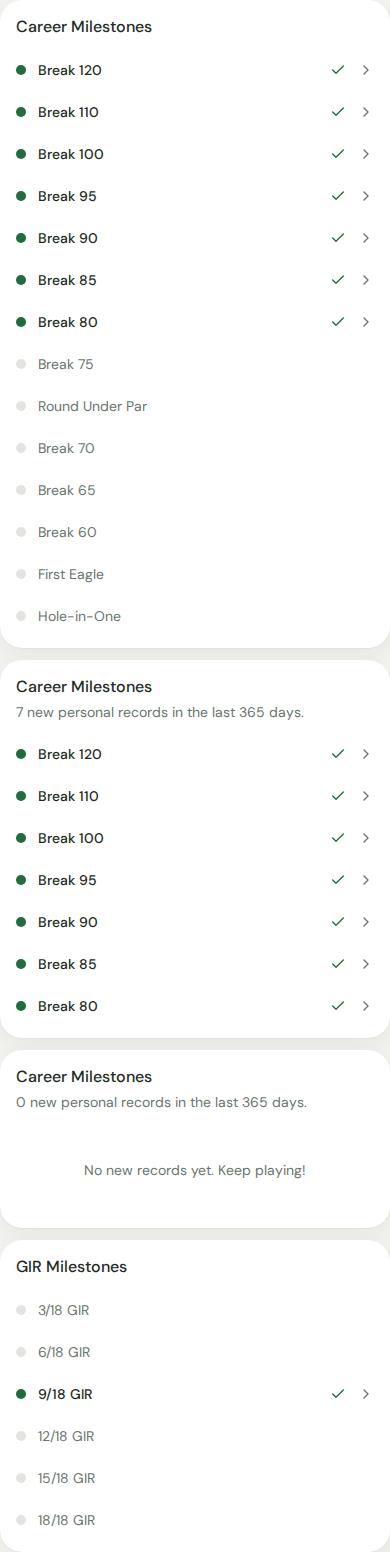 Career Milestones
Break 120
Break 110
Break 100
Break 95
Break 90
Break 85
Break 80
Break 75
Round Under Par
Break 70
Break 65
Break 60
First Eagle
Hole-in-One
Career Milestones
7 new personal records in the last 365 days.
Break 120
Break 110
Break 100
Break 95
Break 90
Break 85
Break 80
Career Milestones
0 new personal records in the last 365 days.
No new records yet. Keep playing!
GIR Milestones
3/18 GIR
6/18 GIR
9/18 GIR
12/18 GIR
15/18 GIR
18/18 GIR